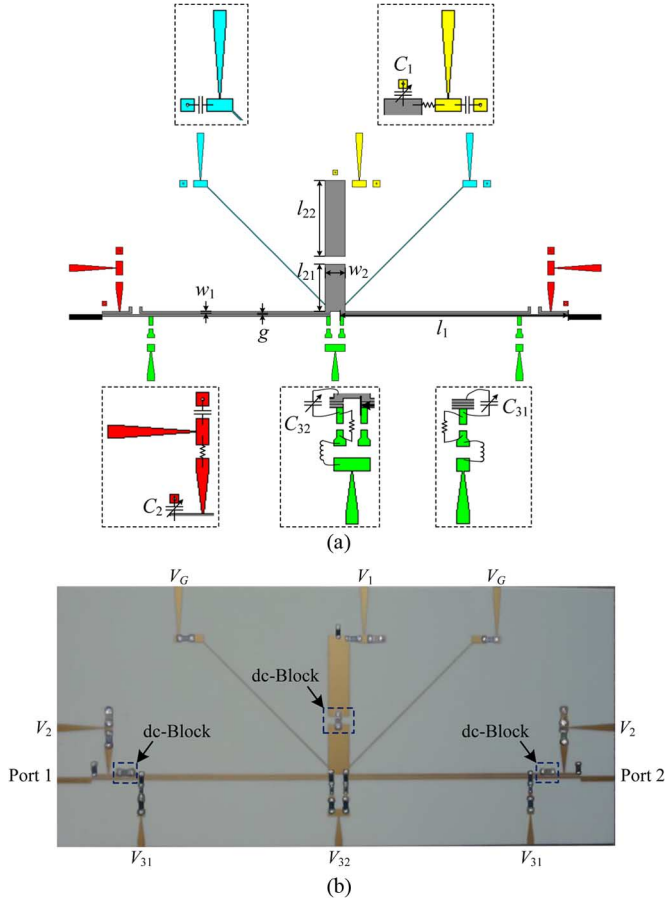 C1
l22
l21
w2
w1
g
l1
C32
C31
C2
(a)
VG
V1
VG
dc-Block
V2
dc-Block
dc-Block
V2
Port 1
Port 2
V31
V32
V31
(b)